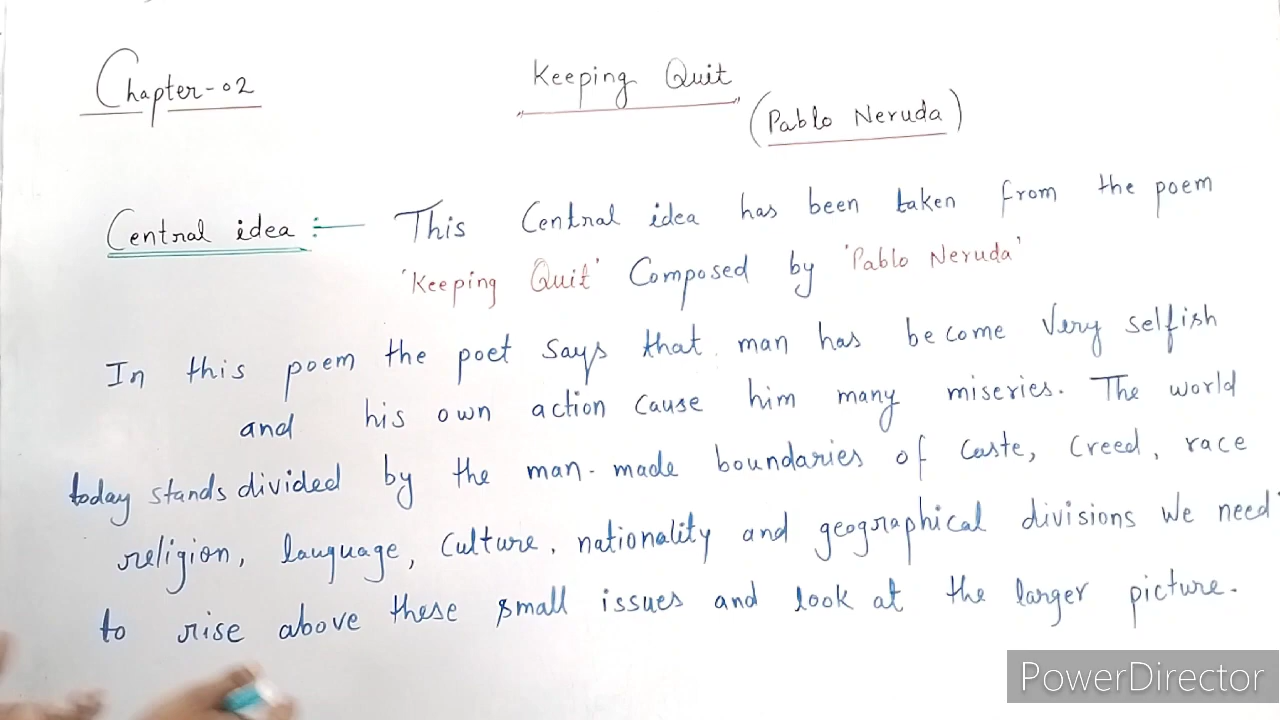 Chapter-02
Keeping Quit
(Pablo Neruda)
Central idea :— This Central idea has been taken from the poem
'Keeping Quit' Composed by 'Pablo Neruda'
In this poem the poet says that man has become Very selfish
and his own action cause him many miseries. The world
today stands divided by the man-made boundaries of Caste, Creed, race
religion, language, Culture, nationality and geographical divisions We need
to rise above these small issues and look at the larger picture.
PowerDirector